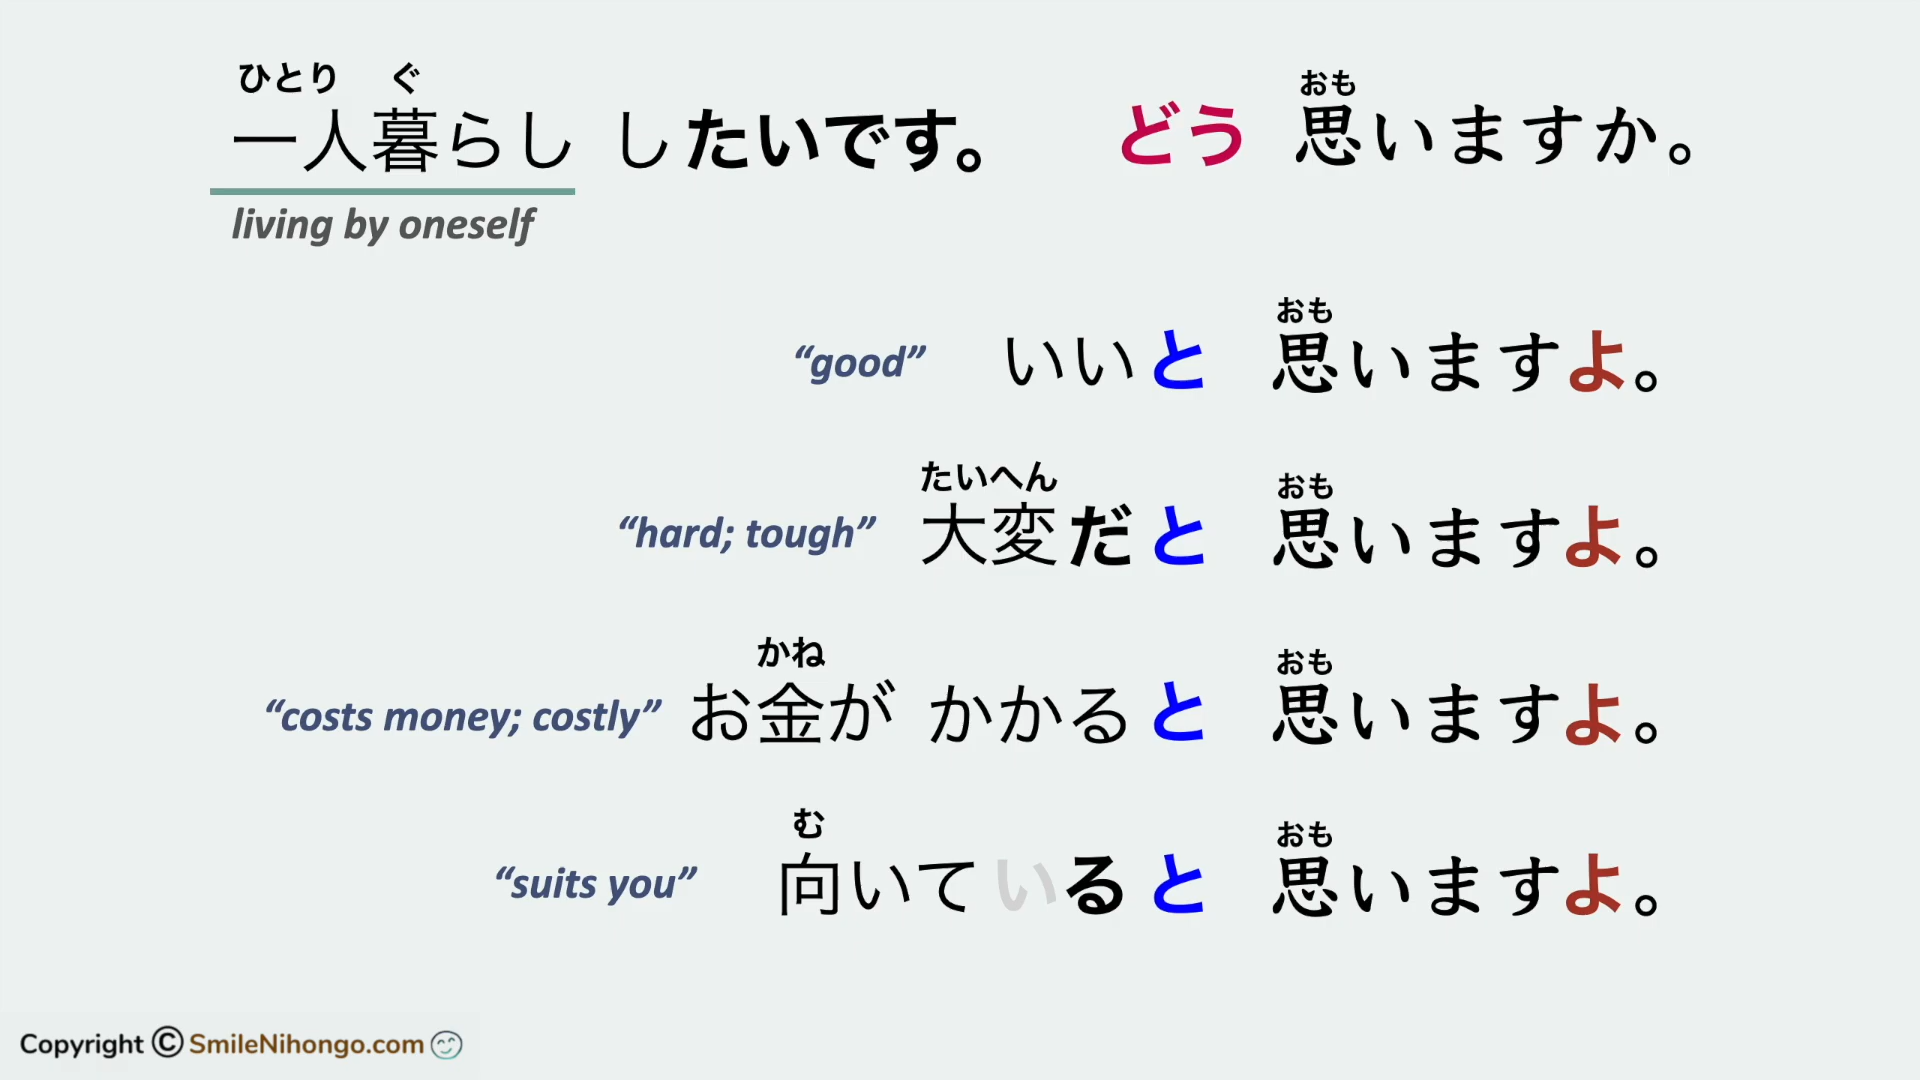 ひとり ぐ おも
一人暮らし したいです。 どう 思いますか。
living by oneself
おも
“good” いいと 思いますよ。
たいへん おも
“hard; tough” 大変だと 思いますよ。
かね おも
“costs money; costly” お金が かかると 思いますよ。
む おも
“suits you” 向いていると 思いますよ。
Copyright © SmileNihongo.com